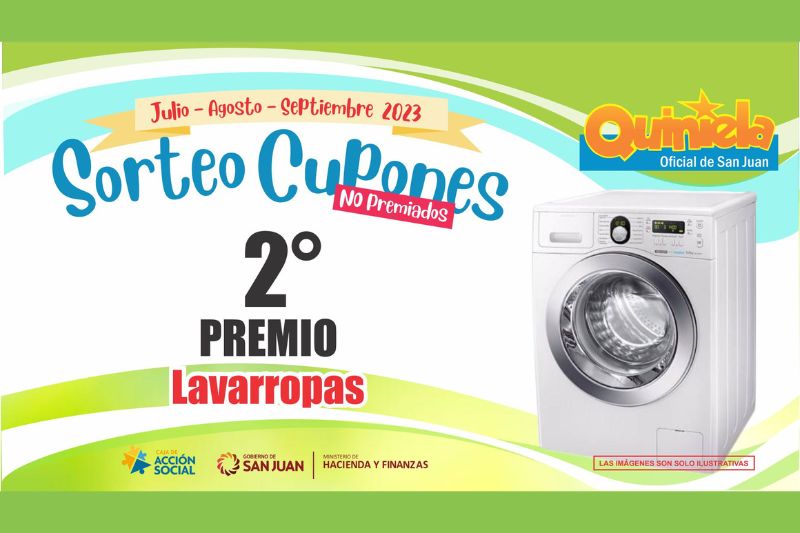 Julio - Agosto - Septiembre 2023
Sorteo Cupones
NO Premiados
Quiniela
Oficial de San Juan
2°
PREMIO
Lavarropas
CAJA DE
ACCIÓN
SOCIAL
GOBIERNO DE
SAN JUAN
MINISTERIO DE
HACIENDA Y FINANZAS
LAS IMÁGENES SON SOLO ILUSTRATIVAS